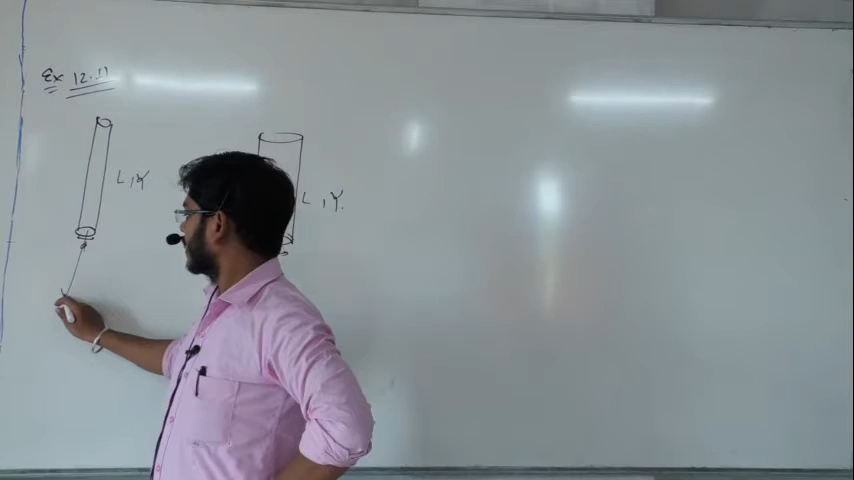 Ex 12.11
L, Y
L, Y.